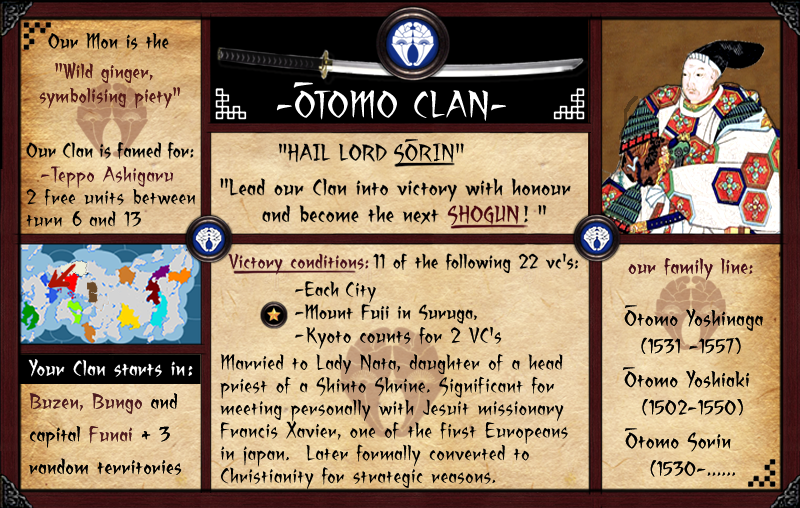 Our Mon is the
"Wild ginger,
symbolising piety"
Our Clan is famed for:
-Teppo Ashigaru
2 free units between
turn 6 and 13
-ŌTOMO CLAN-
"HAIL LORD SŌRIN"
"Lead our Clan into victory with honour
and become the next SHOGUN! "
Your Clan starts in:
Buzen, Bungo and
capital Funai + 3
random territories
Victory conditions: 11 of the following 22 vc's:
-Each City
-Mount Fuji in Suruga,
-Kyoto counts for 2 VC's
Married to Lady Nata, daughter of a head
priest of a Shinto Shrine. Significant for
meeting personally with Jesuit missionary
Francis Xavier, one of the first Europeans
in japan. Later formally converted to
Christianity for strategic reasons.
our family line:
Ōtomo Yoshinaga
(1531 -1557)
Ōtomo Yoshiaki
(1502-1550)
Ōtomo Sorin
(1530-......